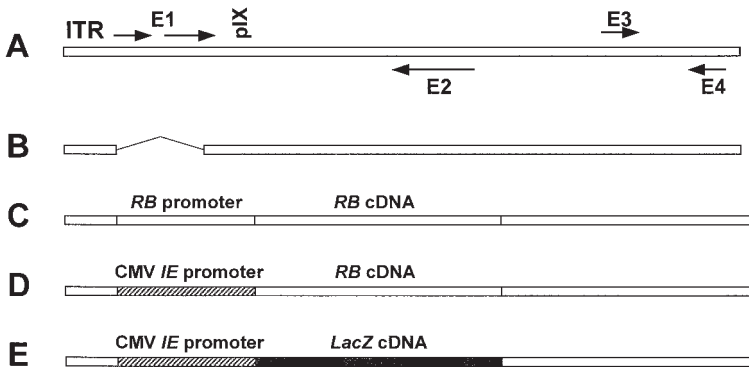 ITR E1 pIX E3
A
E2 E4
B
RB promoter RB cDNA
C
CMV IE promoter RB cDNA
D
CMV IE promoter LacZ cDNA
E